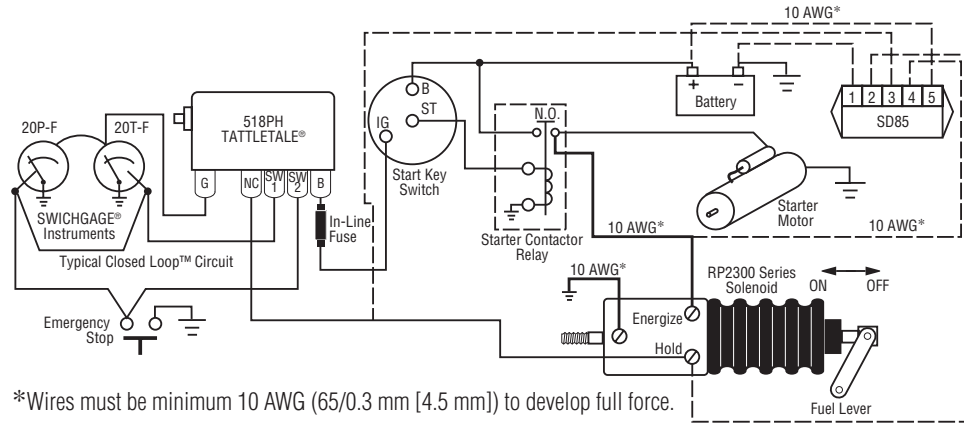 10 AWG*
B
ST
IG
Start Key
Switch
N.O.
+ −
Battery
1 2 3 4 5
SD85
20P-F
20T-F
518PH
TATTLETALE®
G
NC
SW
1
SW
2
B
SWICHGAGE®
Instruments
In-Line
Fuse
Typical Closed Loop™ Circuit
Starter Contactor
Relay
Starter
Motor
10 AWG*
10 AWG*
10 AWG*
RP2300 Series
Solenoid
ON
OFF
Emergency
Stop
Energize
Hold
Fuel Lever
*Wires must be minimum 10 AWG (65/0.3 mm [4.5 mm]) to develop full force.